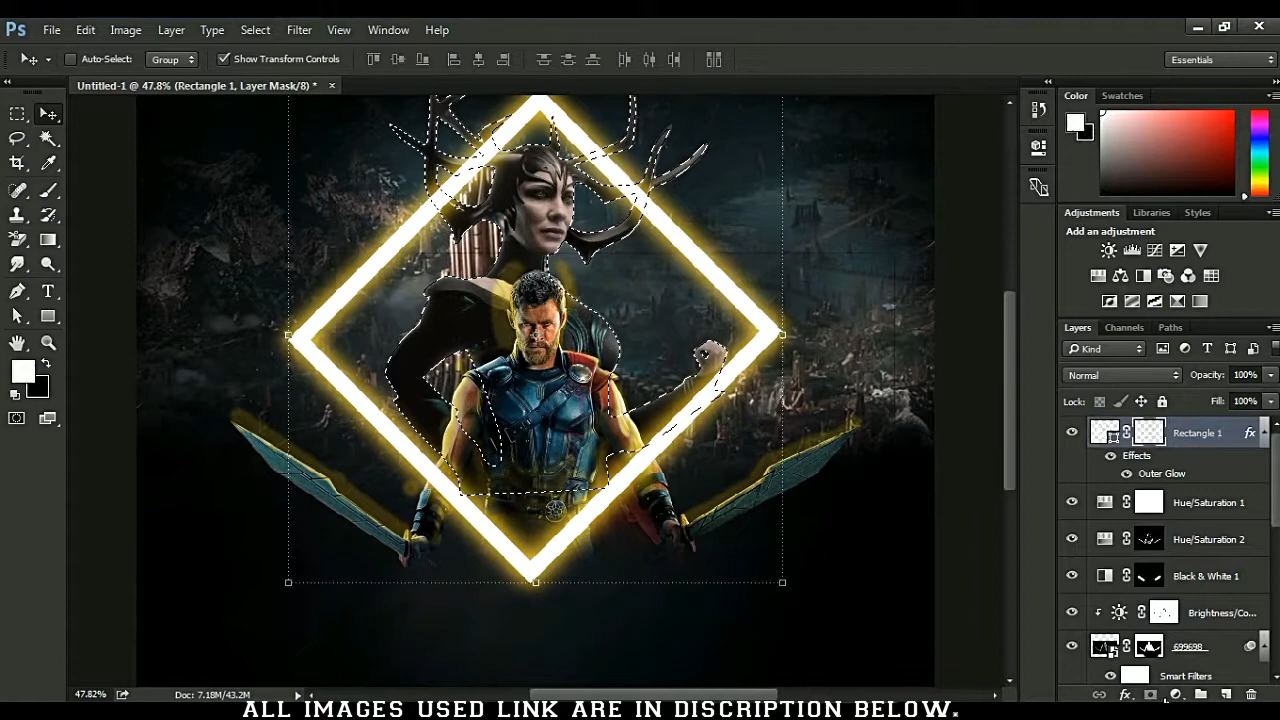 Ps File Edit Image Layer Type Select Filter View Window Help
Auto-Select: Group Show Transform Controls Essentials
Untitled-1 @ 47.8% (Rectangle 1, Layer Mask/8) * ×
Color Swatches
Adjustments Libraries Styles
Add an adjustment
Layers Channels Paths
Kind
Normal Opacity: 100%
Lock: Fill: 100%
Rectangle 1 fx
Effects
Outer Glow
Hue/Saturation 1
Hue/Saturation 2
Black & White 1
Brightness/Co...
699698
Smart Filters
47.82% Doc: 7.18M/43.2M
fx
ALL IMAGES USED LINK ARE IN DISCRIPTION BELOW.